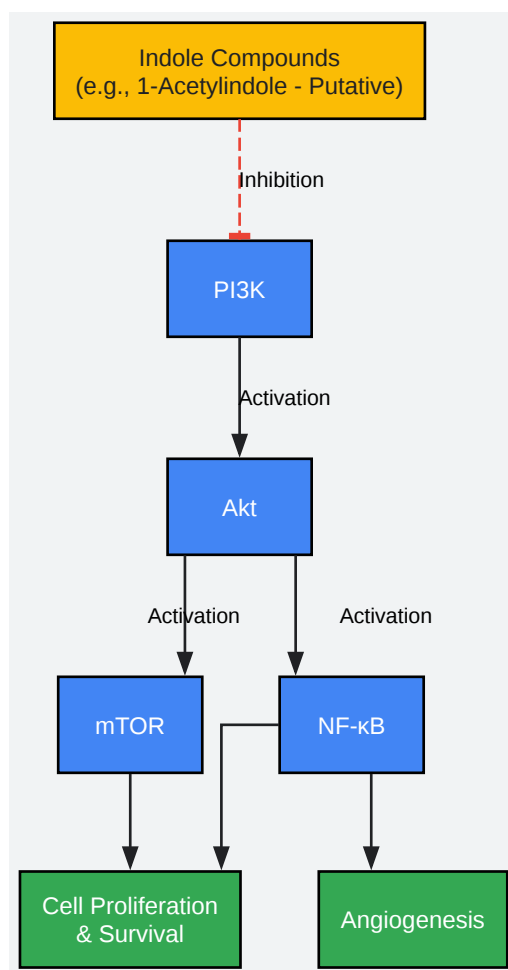 Indole Compounds
(e.g., 1-Acetylindole - Putative)
Inhibition
PI3K
Activation
Akt
Activation
Activation
mTOR
NF-κB
Cell Proliferation
& Survival
Angiogenesis